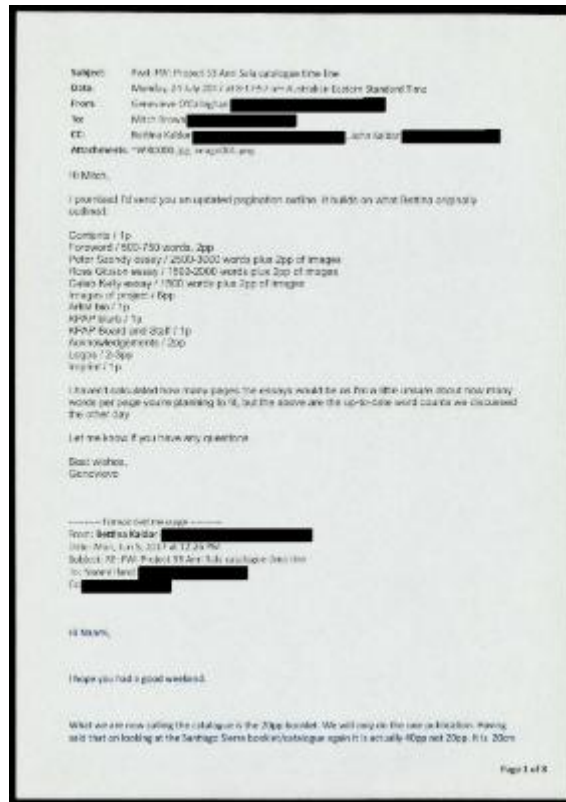 Subject: Fwd: FW: Project 33 Anri Sala catalogue time line
Date: Monday, 24 July 2017 at 8:17:57 am Australian Eastern Standard Time
From: Genevieve O'Callaghan
To: Mitch Brown
CC: Bettina Kaldor , John Kaldor
Attachments: image001.png
Hi Mitch,
I promised I'd send you an updated pagination outline. It builds on what Bettina originally
outlined:
Contents / 1p
Foreword / 500-750 words, 2pp
Peter Szendy essay / 2500-3000 words plus 2pp of images
Ross Gibson essay / 1500-2000 words plus 2pp of images
Caleb Kelly essay / 1500 words plus 2pp of images
Images of project / 6pp
Artist bio / 1p
KPAP blurb / 1p
KPAP Board and Staff / 1p
Acknowledgements / 2pp
Logos / 2-3pp
Imprint / 1p
I haven't calculated how many pages the essays would be as I'm a little unsure about how many
words per page you're planning to fit, but the above are the up-to-date word counts we discussed
the other day.
Let me know if you have any questions.
Best wishes,
Genevieve
---------- Forwarded message ----------
From: Bettina Kaldor
Date: Mon, Jun 5, 2017 at 12:26 PM
Subject: RE: FW: Project 33 Anri Sala catalogue time line
To:
Cc:
Hi Naomi,
I hope you had a good weekend.
What we are now calling the catalogue is the 20pp booklet. We will only do the one publication. Having
said that on looking at the Santiago Sierra booklet/catalogue again it is actually 40pp not 20pp. It is 20cm
Page 1 of 8